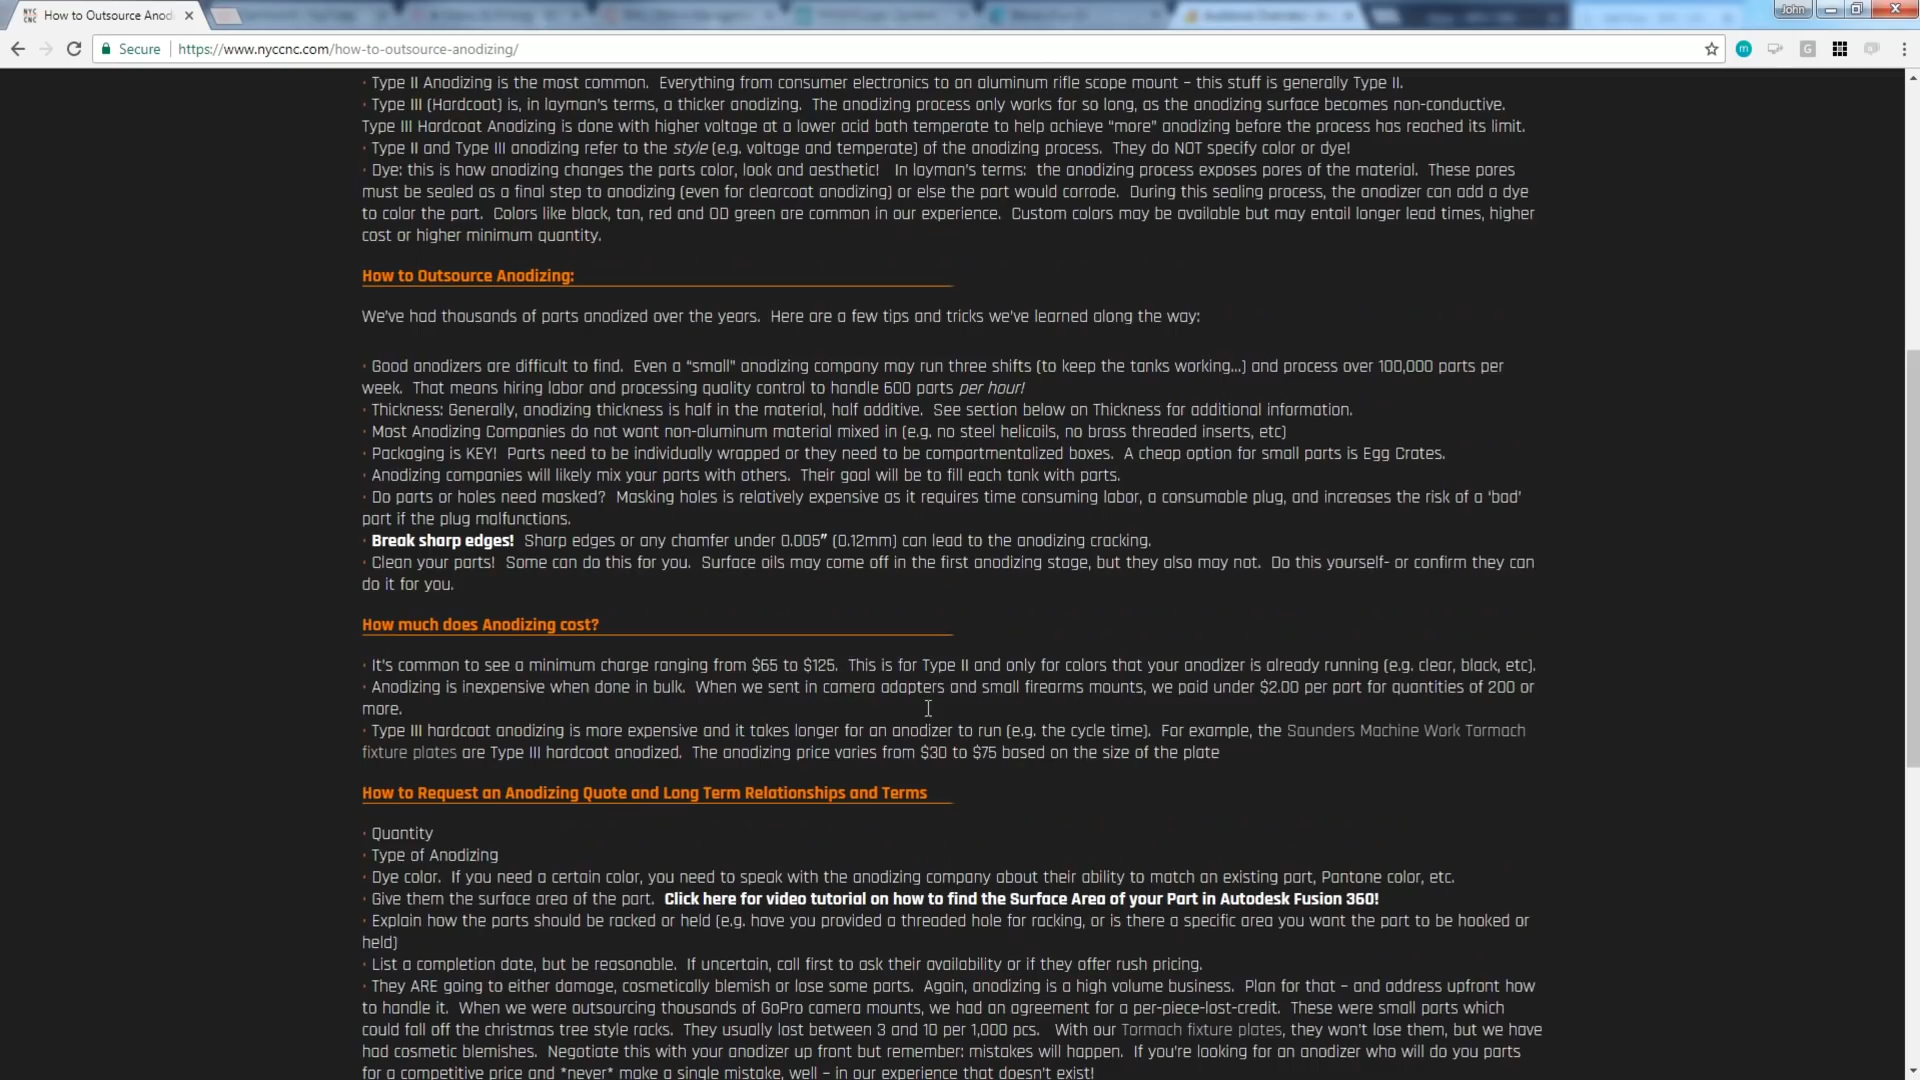 How to Outsource Anod
John
Secure
https://www.nyccnc.com/how-to-outsource-anodizing/
· Type II Anodizing is the most common. Everything from consumer electronics to an aluminum rifle scope mount – this stuff is generally Type II.
· Type III (Hardcoat) is, in layman's terms, a thicker anodizing. The anodizing process only works for so long, as the anodizing surface becomes non-conductive.
Type III Hardcoat Anodizing is done with higher voltage at a lower acid bath temperate to help achieve “more” anodizing before the process has reached its limit.
· Type II and Type III anodizing refer to the style (e.g. voltage and temperate) of the anodizing process. They do NOT specify color or dye!
· Dye: this is how anodizing changes the parts color, look and aesthetic! In layman's terms: the anodizing process exposes pores of the material. These pores
must be sealed as a final step to anodizing (even for clearcoat anodizing) or else the part would corrode. During this sealing process, the anodizer can add a dye
to color the part. Colors like black, tan, red and OD green are common in our experience. Custom colors may be available but may entail longer lead times, higher
cost or higher minimum quantity.
How to Outsource Anodizing:
We've had thousands of parts anodized over the years. Here are a few tips and tricks we've learned along the way:
· Good anodizers are difficult to find. Even a “small” anodizing company may run three shifts (to keep the tanks working…) and process over 100,000 parts per
week. That means hiring labor and processing quality control to handle 600 parts per hour!
· Thickness: Generally, anodizing thickness is half in the material, half additive. See section below on Thickness for additional information.
· Most Anodizing Companies do not want non-aluminum material mixed in (e.g. no steel helicoils, no brass threaded inserts, etc)
· Packaging is KEY! Parts need to be individually wrapped or they need to be compartmentalized boxes. A cheap option for small parts is Egg Crates.
· Anodizing companies will likely mix your parts with others. Their goal will be to fill each tank with parts.
· Do parts or holes need masked? Masking holes is relatively expensive as it requires time consuming labor, a consumable plug, and increases the risk of a ‘bad’
part if the plug malfunctions.
· Break sharp edges! Sharp edges or any chamfer under 0.005″ (0.12mm) can lead to the anodizing cracking.
· Clean your parts! Some can do this for you. Surface oils may come off in the first anodizing stage, but they also may not. Do this yourself- or confirm they can
do it for you.
How much does Anodizing cost?
· It's common to see a minimum charge ranging from $65 to $125. This is for Type II and only for colors that your anodizer is already running (e.g. clear, black, etc).
· Anodizing is inexpensive when done in bulk. When we sent in camera adapters and small firearms mounts, we paid under $2.00 per part for quantities of 200 or
more.
· Type III hardcoat anodizing is more expensive and it takes longer for an anodizer to run (e.g. the cycle time). For example, the Saunders Machine Work Tormach
fixture plates are Type III hardcoat anodized. The anodizing price varies from $30 to $75 based on the size of the plate
How to Request an Anodizing Quote and Long Term Relationships and Terms
· Quantity
· Type of Anodizing
· Dye color. If you need a certain color, you need to speak with the anodizing company about their ability to match an existing part, Pantone color, etc.
· Give them the surface area of the part. Click here for video tutorial on how to find the Surface Area of your Part in Autodesk Fusion 360!
· Explain how the parts should be racked or held (e.g. have you provided a threaded hole for racking, or is there a specific area you want the part to be hooked or
held)
· List a completion date, but be reasonable. If uncertain, call first to ask their availability or if they offer rush pricing.
· They ARE going to either damage, cosmetically blemish or lose some parts. Again, anodizing is a high volume business. Plan for that – and address upfront how
to handle it. When we were outsourcing thousands of GoPro camera mounts, we had an agreement for a per-piece-lost-credit. These were small parts which
could fall off the christmas tree style racks. They usually lost between 3 and 10 per 1,000 pcs. With our Tormach fixture plates, they won't lose them, but we have
had cosmetic blemishes. Negotiate this with your anodizer up front but remember: mistakes will happen. If you're looking for an anodizer who will do you parts
for a competitive price and *never* make a single mistake, well – in our experience that doesn't exist!